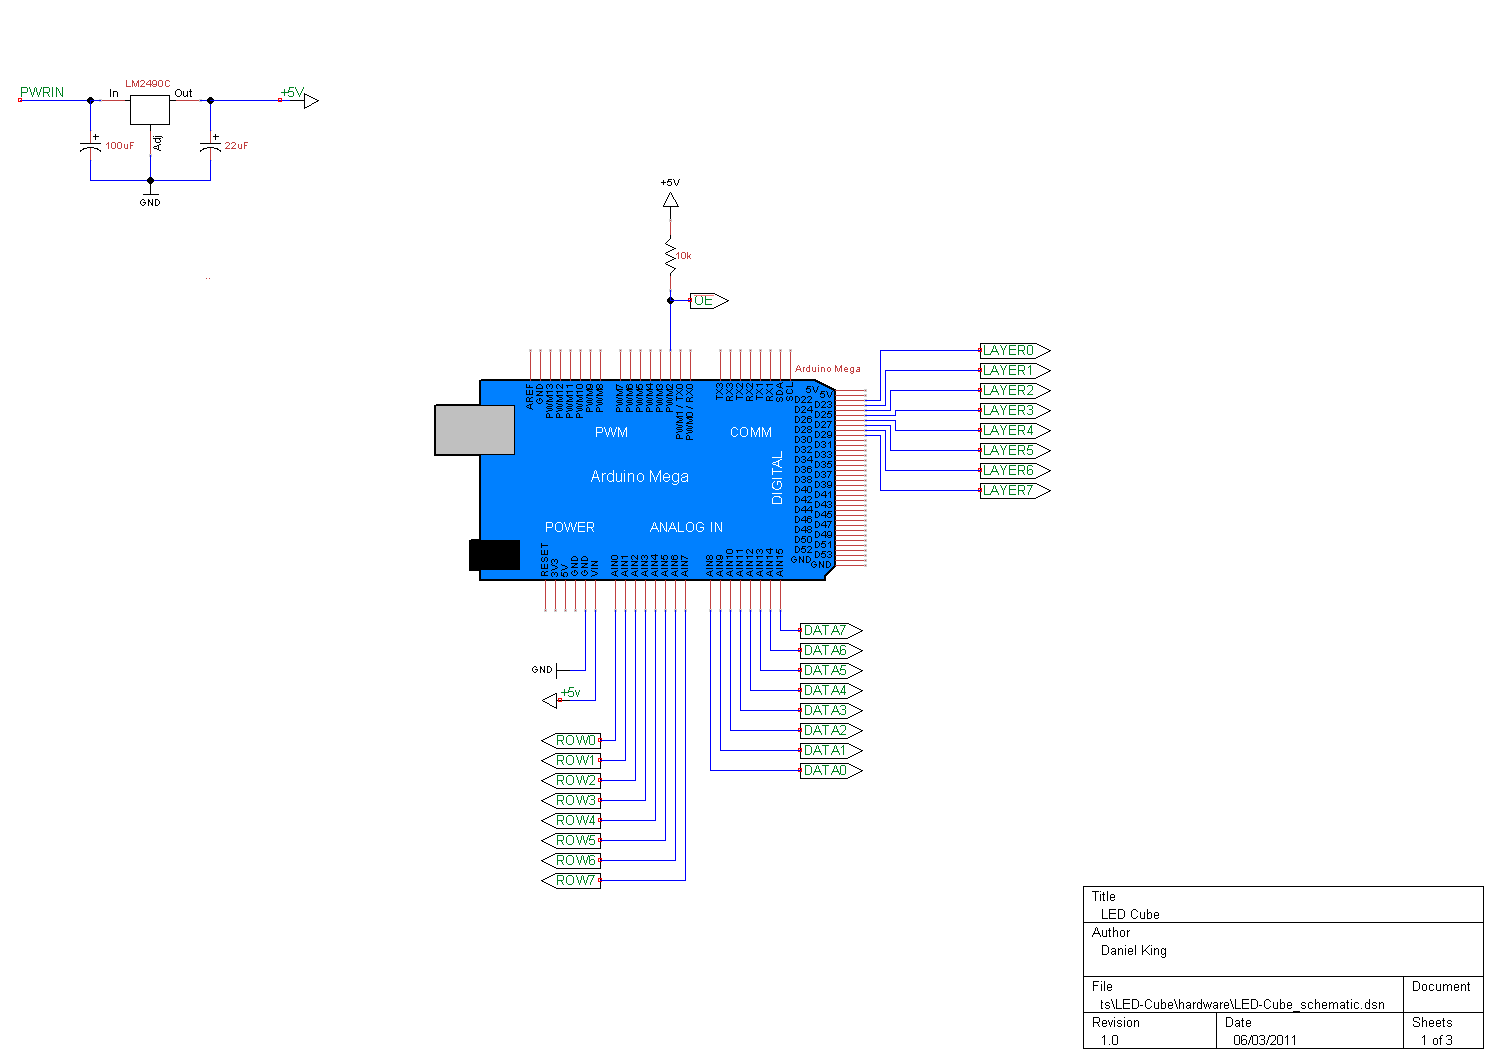 PWRIN
In
LM2490C
Out
+5V
+
100uF
Adj
+
22uF
GND
+5V
10k
OE
Arduino Mega
AREF
GND
PWM13
PWM12
PWM11
PWM10
PWM9
PWM8
PWM7
PWM6
PWM5
PWM4
PWM3
PWM2
PWM1 / TX0
PWM0 / RX0
TX3
RX3
TX2
RX2
TX1
RX1
SDA
SCL
PWM
COMM
Arduino Mega
DIGITAL
POWER
ANALOG IN
5V
5V
D22
D23
D24
D25
D26
D27
D28
D29
D30
D31
D32
D33
D34
D35
D36
D37
D38
D39
D40
D41
D42
D43
D44
D45
D46
D47
D48
D49
D50
D51
D52
D53
GND
GND
LAYER0
LAYER1
LAYER2
LAYER3
LAYER4
LAYER5
LAYER6
LAYER7
RESET
3V3
5V
GND
GND
VIN
AIN0
AIN1
AIN2
AIN3
AIN4
AIN5
AIN6
AIN7
AIN8
AIN9
AIN10
AIN11
AIN12
AIN13
AIN14
AIN15
DATA7
DATA6
DATA5
DATA4
DATA3
DATA2
DATA1
DATA0
GND
+5v
ROW0
ROW1
ROW2
ROW3
ROW4
ROW5
ROW6
ROW7
Title
LED Cube
Author
Daniel King
File
Document
ts\LED-Cube\hardware\LED-Cube_schematic.dsn
Revision
Date
Sheets
1.0
06/03/2011
1 of 3